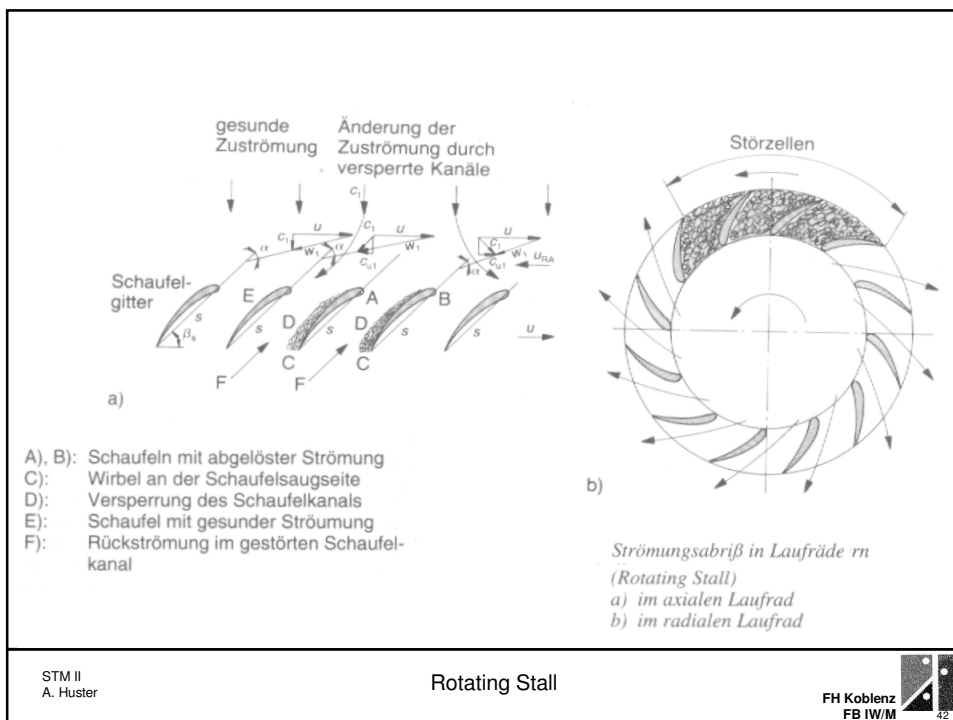 gesunde
Zuströmung
Änderung der
Zuströmung durch
versperrte Kanäle
Störzellen
c₁
u
u
c₁
α
w₁
α
c₁
w₁
c₁
w₁
cᵤ₁
cᵤ₁
α
u_RA
Schaufel-
gitter
E
A
B
s
s
D
s
D
s
s
βₛ
C
C
u
F
F
a)
b)
A), B): Schaufeln mit abgelöster Strömung
C): Wirbel an der Schaufelsaugseite
D): Versperrung des Schaufelkanals
E): Schaufel mit gesunder Ströumung
F): Rückströmung im gestörten Schaufel-
kanal
Strömungsabriß in Laufräde rn
(Rotating Stall)
a) im axialen Laufrad
b) im radialen Laufrad
STM II
A. Huster
Rotating Stall
FH Koblenz
FB IW/M
42